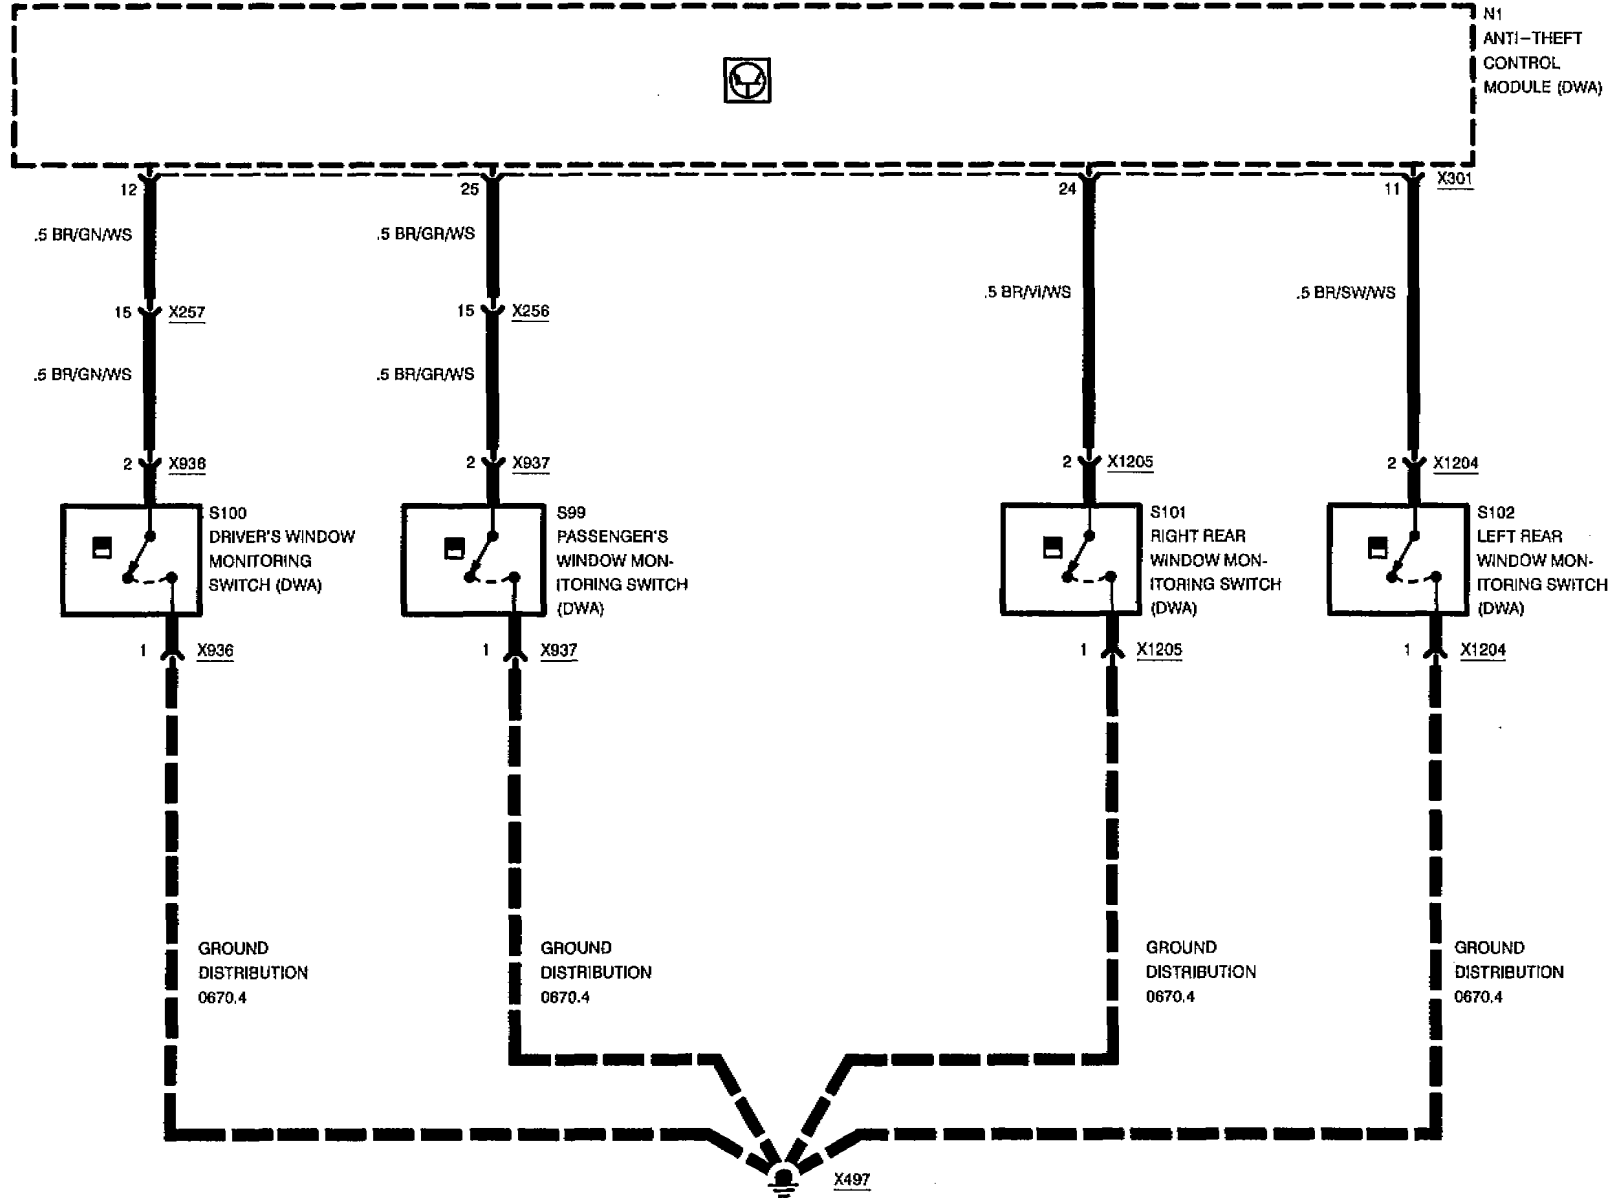 N1
ANTI-THEFT
CONTROL
MODULE (DWA)
12
25
24
11
X301
.5 BR/GN/WS
.5 BR/GR/WS
.5 BR/VI/WS
.5 BR/SW/WS
15
X257
15
X256
.5 BR/GN/WS
.5 BR/GR/WS
2
X936
2
X937
2
X1205
2
X1204
S100
DRIVER'S WINDOW
MONITORING
SWITCH (DWA)
S99
PASSENGER'S
WINDOW MON-
ITORING SWITCH
(DWA)
S101
RIGHT REAR
WINDOW MON-
ITORING SWITCH
(DWA)
S102
LEFT REAR
WINDOW MON-
ITORING SWITCH
(DWA)
1
X936
1
X937
1
X1205
1
X1204
GROUND
DISTRIBUTION
0670.4
GROUND
DISTRIBUTION
0670.4
GROUND
DISTRIBUTION
0670.4
GROUND
DISTRIBUTION
0670.4
X497